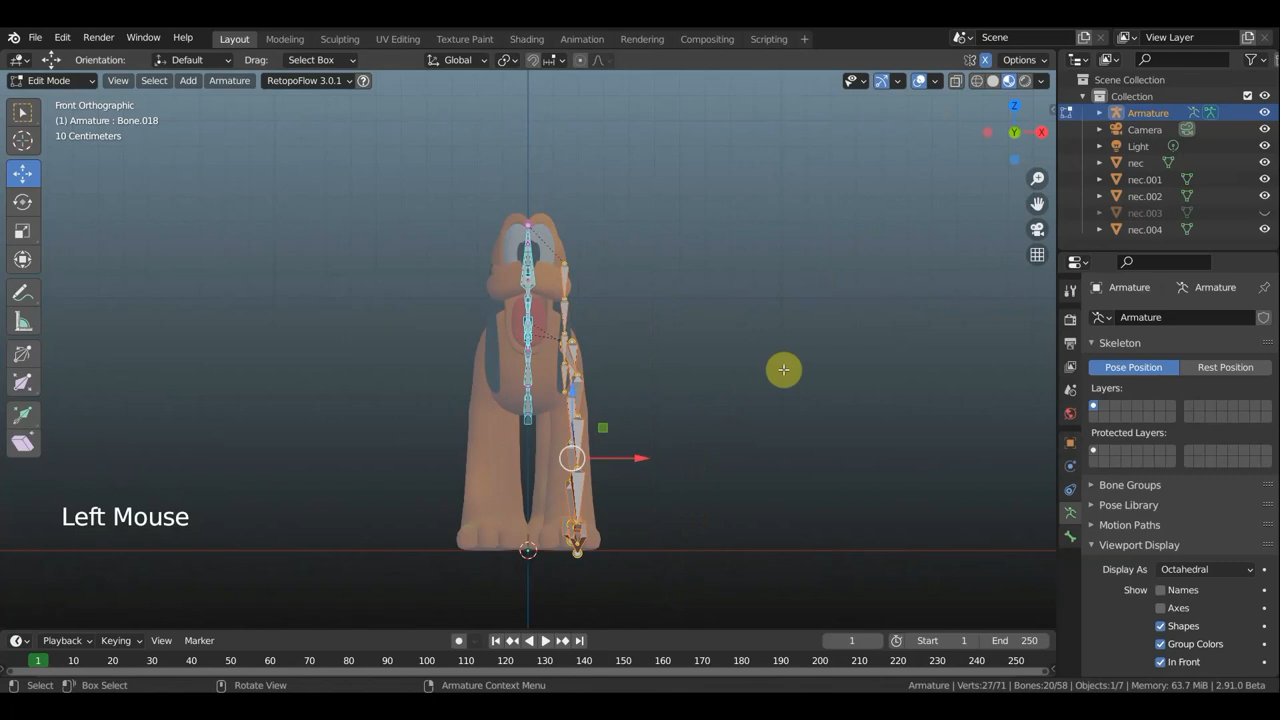 File Edit Render Window Help Layout Modeling Sculpting UV Editing Texture Paint Shading Animation Rendering Compositing Scripting + Scene View Layer
Orientation: Default Drag: Select Box Global X Options
Edit Mode View Select Add Armature RetopoFlow 3.0.1
Front Orthographic
(1) Armature : Bone.018
10 Centimeters
Z
Y
X
Left Mouse
Scene Collection
Collection
Armature
Camera
Light
nec
nec.001
nec.002
nec.003
nec.004
Armature Armature
Armature
Skeleton
Pose Position Rest Position
Layers:
Protected Layers:
Bone Groups
Pose Library
Motion Paths
Viewport Display
Display As Octahedral
Show Names
Axes
Shapes
Group Colors
In Front
Playback Keying View Marker 1 Start 1 End 250
1 10 20 30 40 50 60 70 80 90 100 110 120 130 140 150 160 170 180 190 200 210 220 230 240 250
Select Box Select Rotate View Armature Context Menu Armature | Verts:27/71 | Bones:20/58 | Objects:1/7 | Memory: 63.7 MiB | 2.91.0 Beta